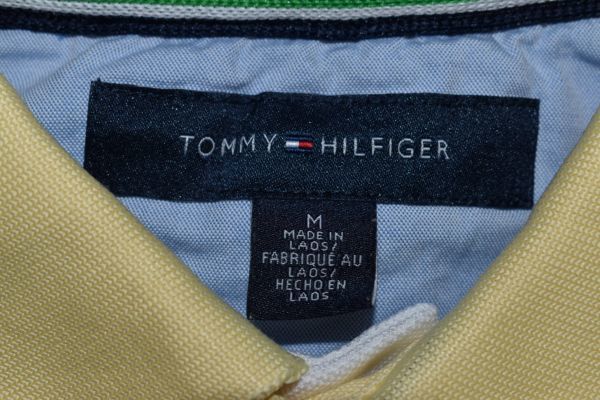 TOMMY HILFIGER
M
MADE IN
LAOS/
FABRIQUÉ AU
LAOS/
HECHO EN
LAOS